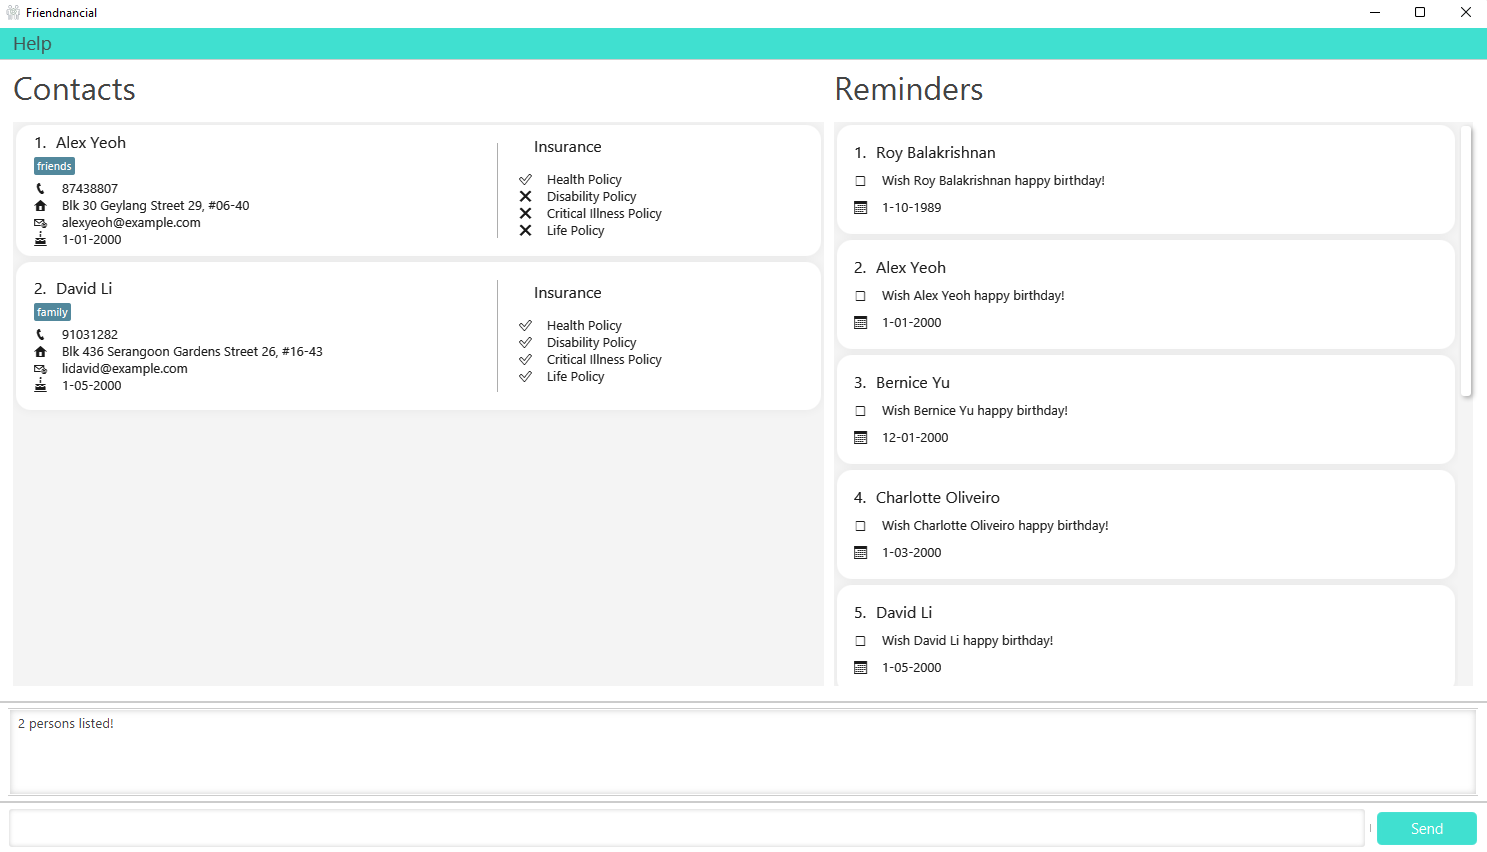 Friendnancial
Help
Contacts
1. Alex Yeoh
friends
87438807
Blk 30 Geylang Street 29, #06-40
alexyeoh@example.com
1-01-2000
Insurance
Health Policy
Disability Policy
Critical Illness Policy
Life Policy
2. David Li
family
91031282
Blk 436 Serangoon Gardens Street 26, #16-43
lidavid@example.com
1-05-2000
Insurance
Health Policy
Disability Policy
Critical Illness Policy
Life Policy
Reminders
1. Roy Balakrishnan
Wish Roy Balakrishnan happy birthday!
1-10-1989
2. Alex Yeoh
Wish Alex Yeoh happy birthday!
1-01-2000
3. Bernice Yu
Wish Bernice Yu happy birthday!
12-01-2000
4. Charlotte Oliveiro
Wish Charlotte Oliveiro happy birthday!
1-03-2000
5. David Li
Wish David Li happy birthday!
1-05-2000
2 persons listed!
Send